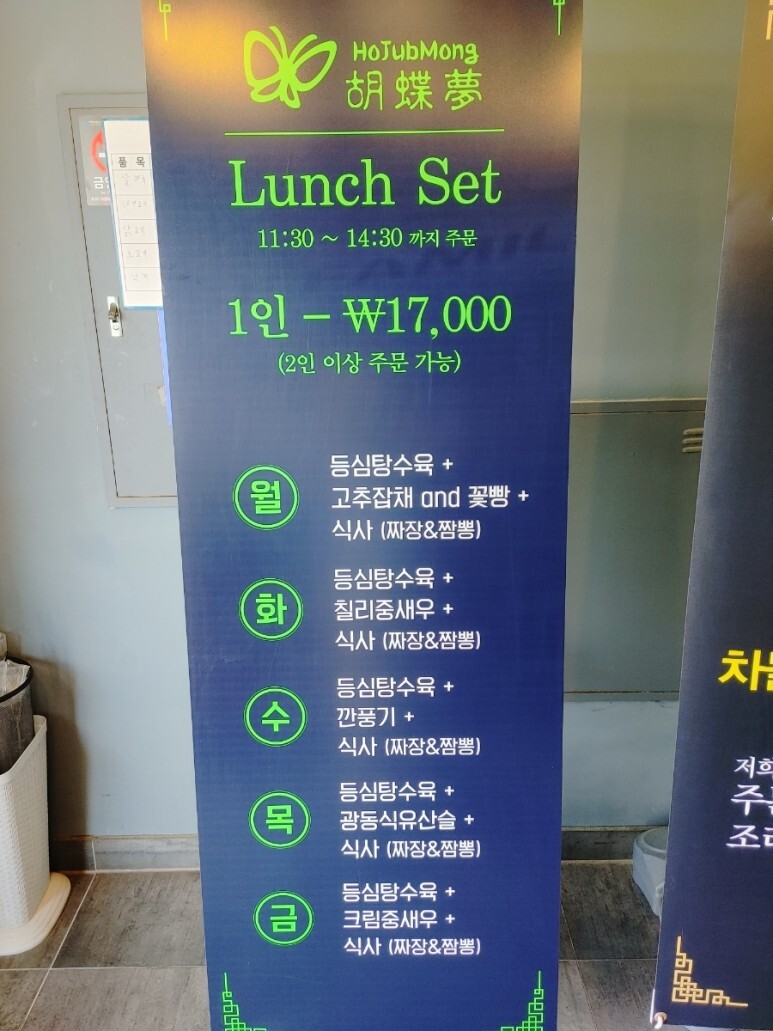 HoJubMong
胡蝶夢
Lunch Set
11:30 ~ 14:30 까지 주문
1인 - ₩17,000
(2인 이상 주문 가능)
월
등심탕수육 +
고추잡채 and 꽃빵 +
식사 (짜장&짬뽕)
화
등심탕수육 +
칠리중새우 +
식사 (짜장&짬뽕)
수
등심탕수육 +
깐풍기 +
식사 (짜장&짬뽕)
목
등심탕수육 +
광동식유산슬 +
식사 (짜장&짬뽕)
금
등심탕수육 +
크림중새우 +
식사 (짜장&짬뽕)
품 목
저희